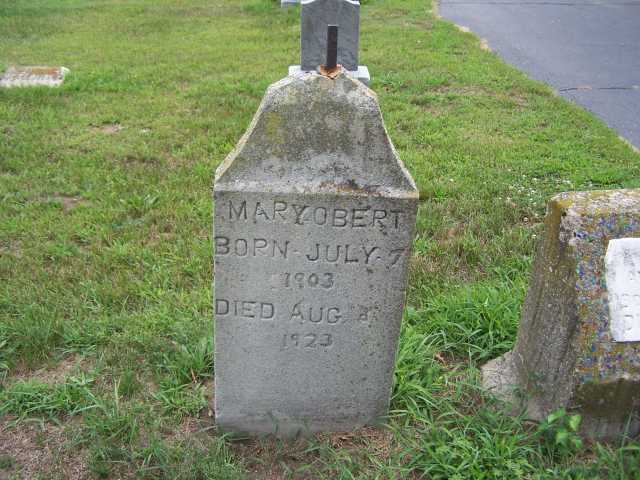 MARY OBERT
BORN - JULY. 7
1903
DIED AUG.
1923